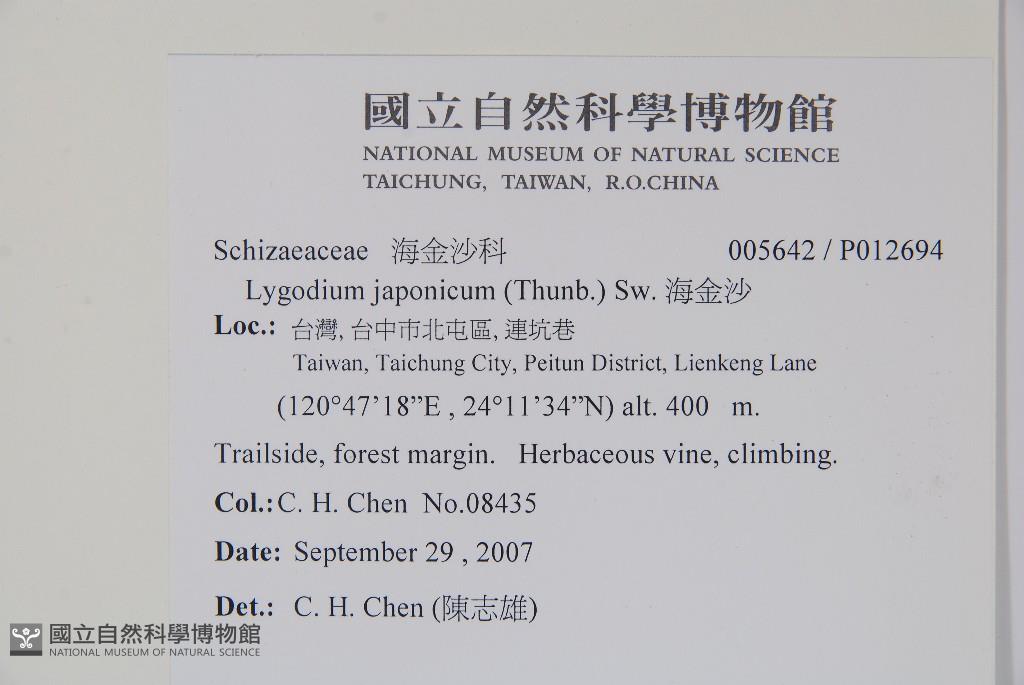 國立自然科學博物館
NATIONAL MUSEUM OF NATURAL SCIENCE
TAICHUNG, TAIWAN, R.O.CHINA
Schizaeaceae 海金沙科 005642 / P012694
Lygodium japonicum (Thunb.) Sw. 海金沙
Loc.: 台灣, 台中市北屯區, 連坑巷
Taiwan, Taichung City, Peitun District, Lienkeng Lane
(120°47’18”E , 24°11’34”N) alt. 400 m.
Trailside, forest margin. Herbaceous vine, climbing.
Col.: C. H. Chen No.08435
Date: September 29 , 2007
Det.: C. H. Chen (陳志雄)
國立自然科學博物館
NATIONAL MUSEUM OF NATURAL SCIENCE